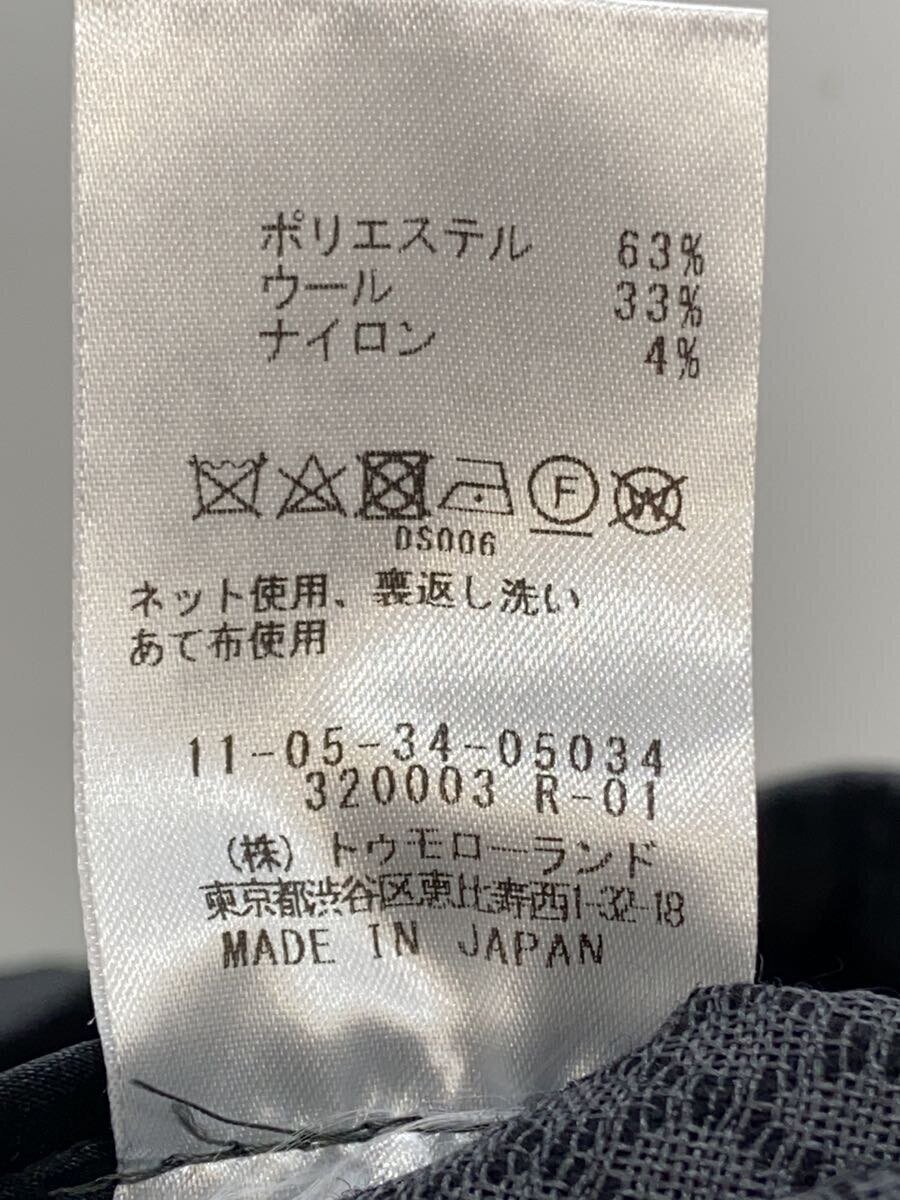 ポリエステル 63%
ウール 33%
ナイロン 4%
F W
DS006
ネット使用、裏返し洗い
あて布使用
11-05-34-05034
320003 R-01
(株)トゥモローランド
東京都渋谷区恵比寿西1-32-18
MADE IN JAPAN